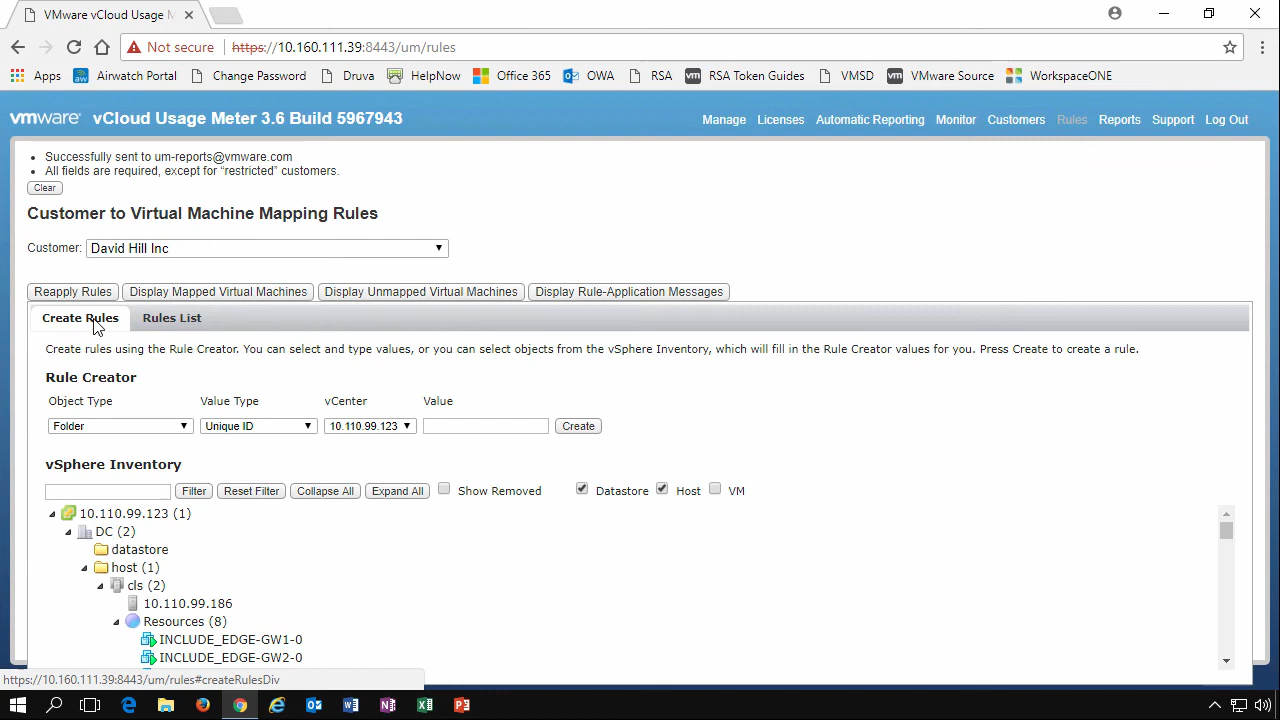 VMware vCloud Usage M
Not secure https://10.160.111.39:8443/um/rules
Apps Airwatch Portal Change Password Druva HelpNow Office 365 OWA RSA RSA Token Guides VMSD VMware Source WorkspaceONE
vmware vCloud Usage Meter 3.6 Build 5967943 Manage Licenses Automatic Reporting Monitor Customers Rules Reports Support Log Out
Successfully sent to um-reports@vmware.com
All fields are required, except for "restricted" customers.
Clear
Customer to Virtual Machine Mapping Rules
Customer: David Hill Inc
Reapply Rules Display Mapped Virtual Machines Display Unmapped Virtual Machines Display Rule-Application Messages
Create Rules Rules List
Create rules using the Rule Creator. You can select and type values, or you can select objects from the vSphere Inventory, which will fill in the Rule Creator values for you. Press Create to create a rule.
Rule Creator
Object Type Value Type vCenter Value
Folder Unique ID 10.110.99.123 Create
vSphere Inventory
Filter Reset Filter Collapse All Expand All Show Removed Datastore Host VM
10.110.99.123 (1)
DC (2)
datastore
host (1)
cls (2)
10.110.99.186
Resources (8)
INCLUDE_EDGE-GW1-0
INCLUDE_EDGE-GW2-0
https://10.160.111.39:8443/um/rules#createRulesDiv